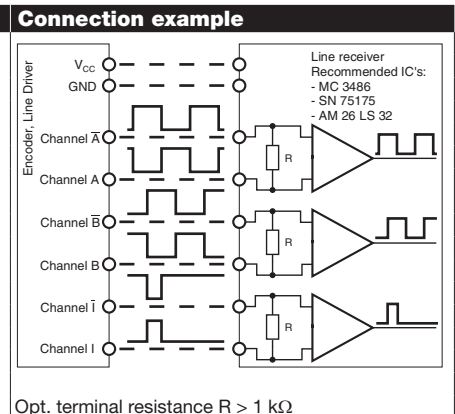 Connection example
Encoder, Line Driver
V_CC
GND
Channel A̅
Channel A
Channel B̅
Channel B
Channel I̅
Channel I
Line receiver
Recommended IC's:
- MC 3486
- SN 75175
- AM 26 LS 32
R
R
R
Opt. terminal resistance R > 1 kΩ